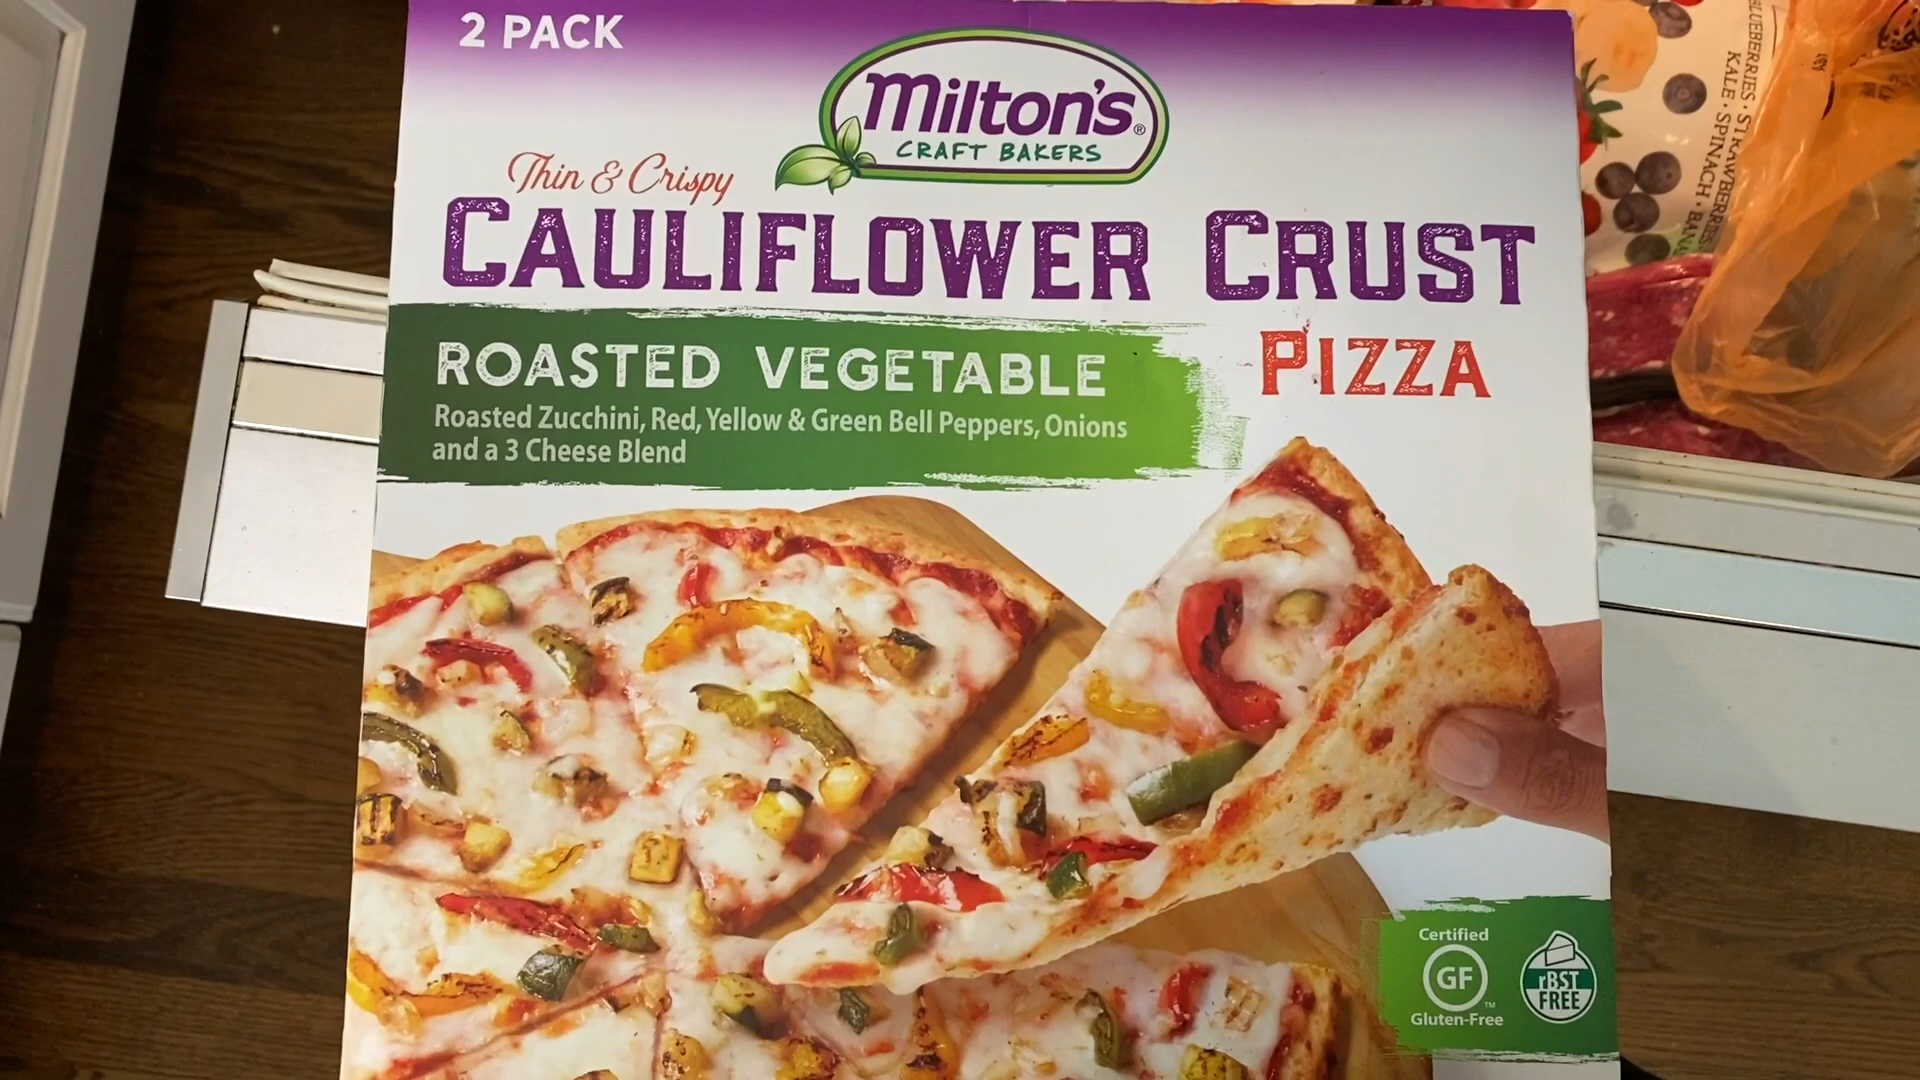 2 PACK
Milton's®
CRAFT BAKERS
Thin & Crispy
CAULIFLOWER CRUST
PIZZA
ROASTED VEGETABLE
Roasted Zucchini, Red, Yellow & Green Bell Peppers, Onions
and a 3 Cheese Blend
Certified
GF
TM
Gluten-Free
rBST
FREE
BLUEBERRIES • STRAWBERRIES
KALE • SPINACH •